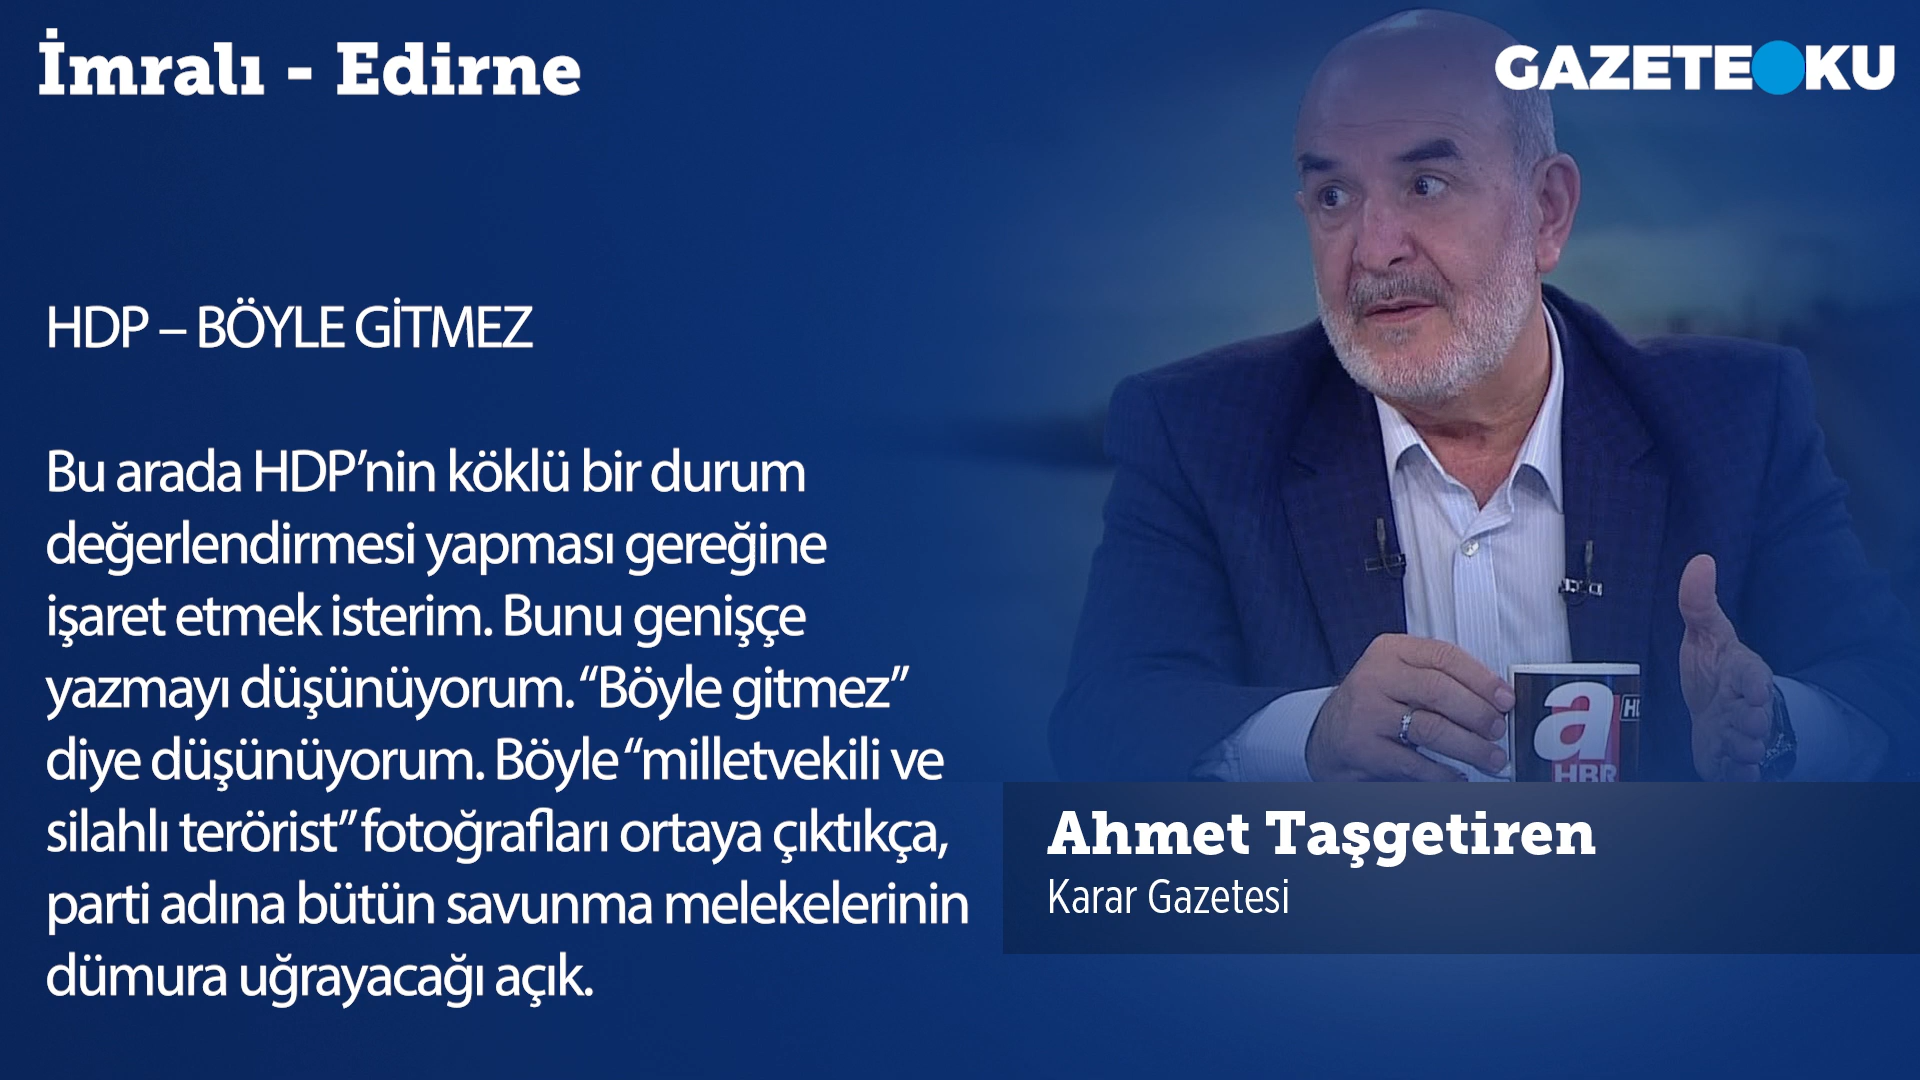 İmralı - Edirne
GAZETEOKU
HDP – BÖYLE GİTMEZ
Bu arada HDP’nin köklü bir durum
değerlendirmesi yapması gereğine
işaret etmek isterim. Bunu genişçe
yazmayı düşünüyorum. “Böyle gitmez”
diye düşünüyorum. Böyle “milletvekili ve
silahlı terörist” fotoğrafları ortaya çıktıkça,
parti adına bütün savunma melekelerinin
dümura uğrayacağı açık.
a
HBR
Ahmet Taşgetiren
Karar Gazetesi